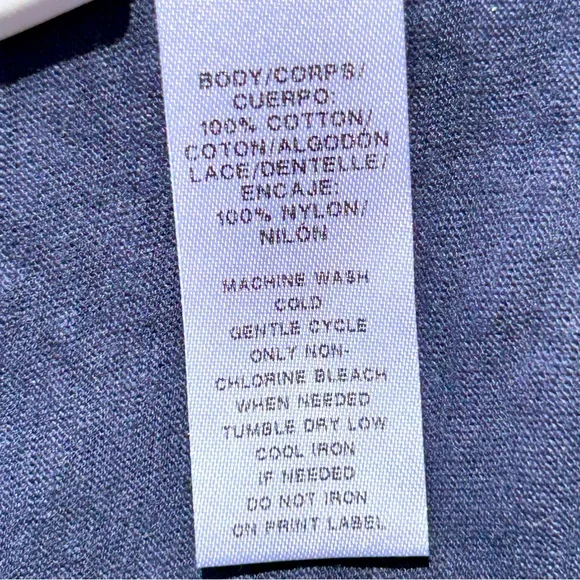 BODY/CORPS/
CUERPO:
100% COTTON/
COTON/ALGODÓN
LACE/DENTELLE/
ENCAJE:
100% NYLON/
NILÓN
MACHINE WASH
COLD
GENTLE CYCLE
ONLY NON-
CHLORINE BLEACH
WHEN NEEDED
TUMBLE DRY LOW
COOL IRON
IF NEEDED
DO NOT IRON
ON PRINT LABEL